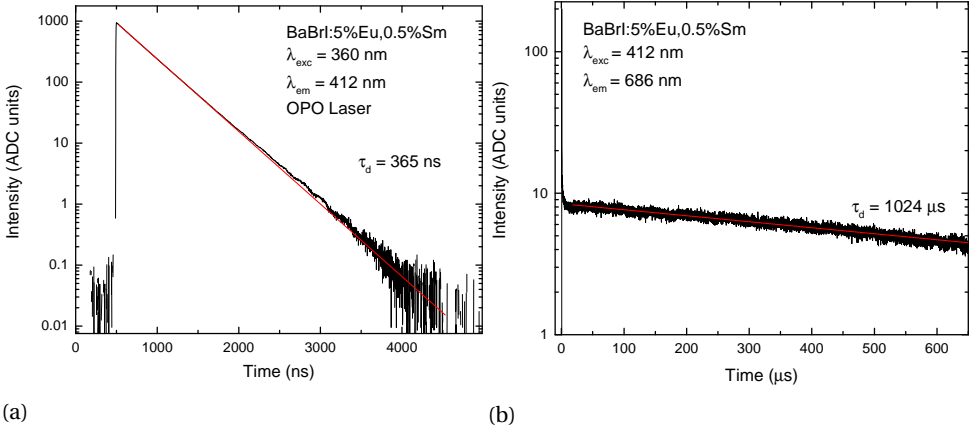 1000
100
10
1
0.1
0.01
Intensity (ADC units)
BaBrI:5%Eu,0.5%Sm
λexc = 360 nm
λem = 412 nm
OPO Laser
τd = 365 ns
0 1000 2000 3000 4000
Time (ns)
(a)
100
10
1
Intensity (ADC units)
BaBrI:5%Eu,0.5%Sm
λexc = 412 nm
λem = 686 nm
τd = 1024 μs
0 100 200 300 400 500 600
Time (μs)
(b)